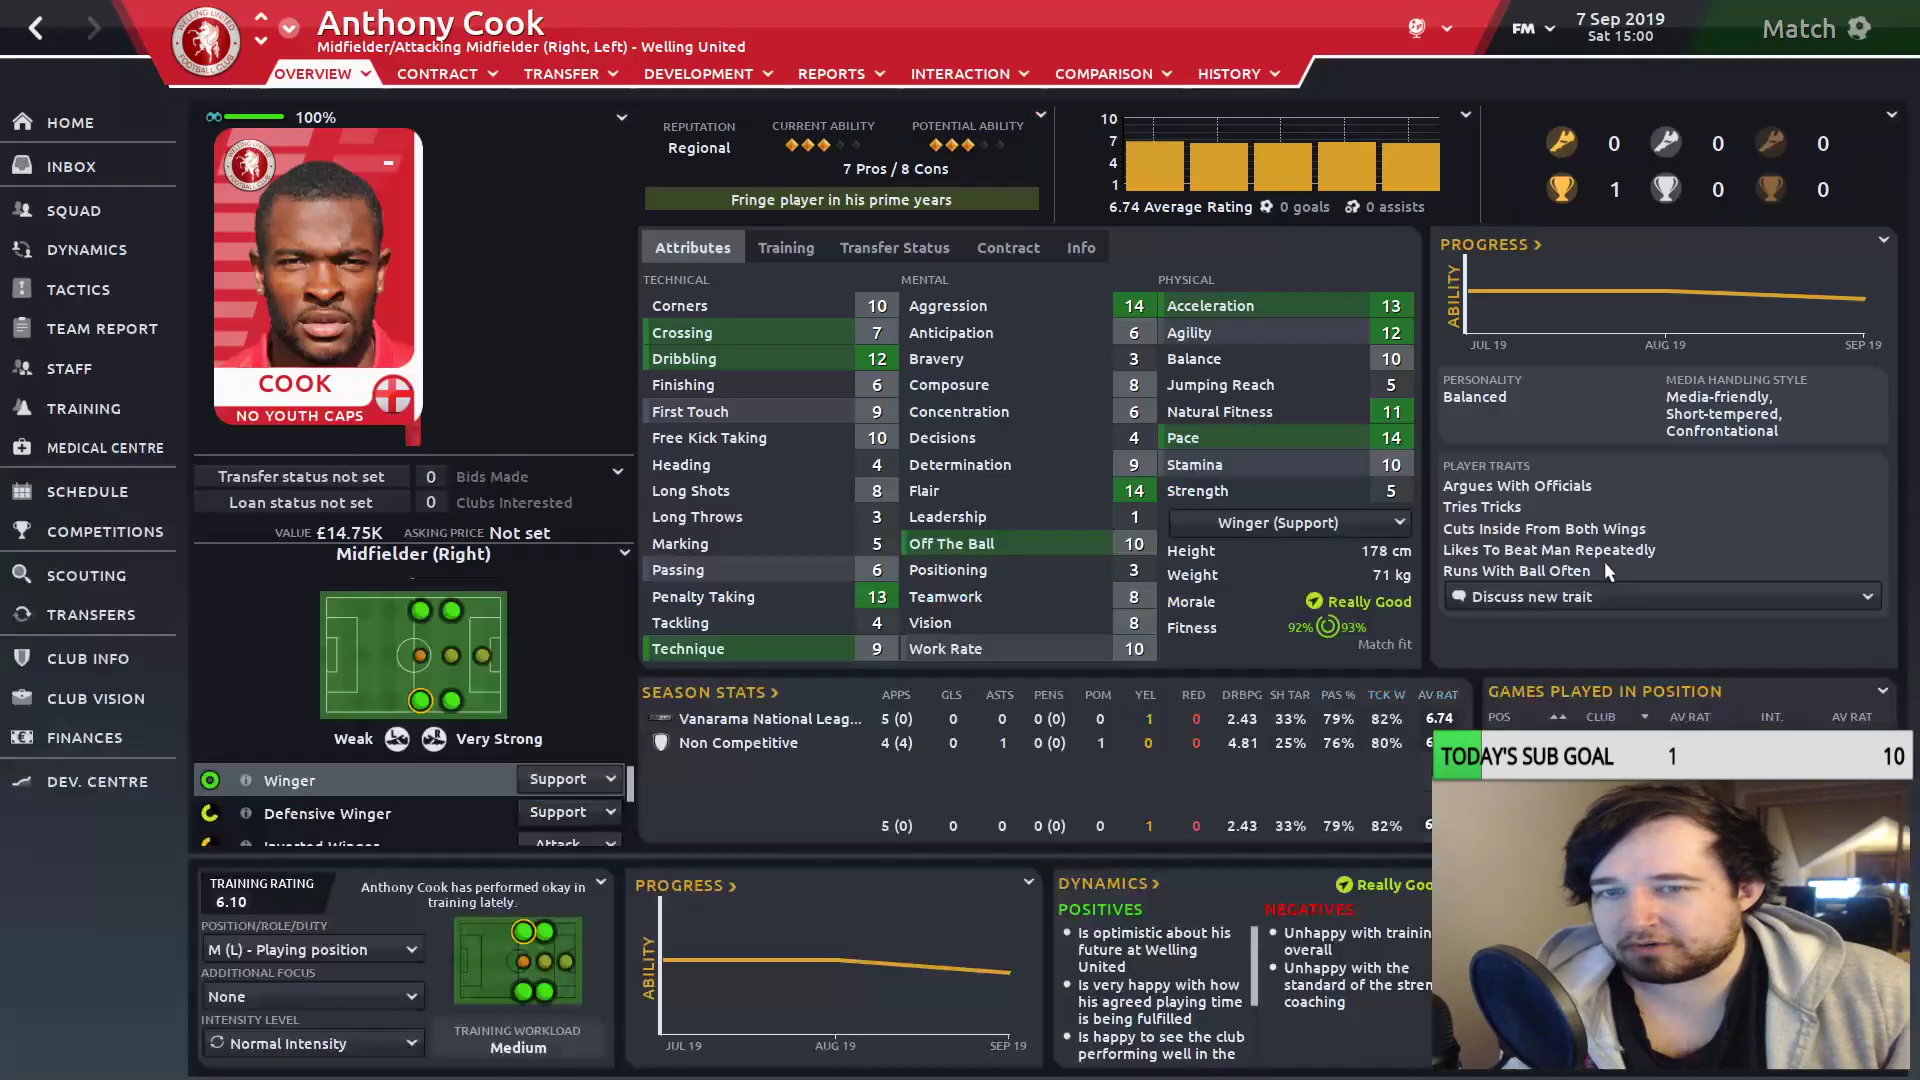 Anthony Cook
Midfielder/Attacking Midfielder (Right, Left) - Welling United
FM
7 Sep 2019
Sat 15:00
Match
OVERVIEW
CONTRACT
TRANSFER
DEVELOPMENT
REPORTS
INTERACTION
COMPARISON
HISTORY
HOME
INBOX
SQUAD
DYNAMICS
TACTICS
TEAM REPORT
STAFF
TRAINING
MEDICAL CENTRE
SCHEDULE
COMPETITIONS
SCOUTING
TRANSFERS
CLUB INFO
CLUB VISION
FINANCES
DEV. CENTRE
100%
COOK
NO YOUTH CAPS
Transfer status not set 0 Bids Made
Loan status not set 0 Clubs Interested
VALUE £14.75K ASKING PRICE Not set
Midfielder (Right)
Weak Very Strong
Winger Support
Defensive Winger Support
REPUTATION
Regional
CURRENT ABILITY
POTENTIAL ABILITY
7 Pros / 8 Cons
Fringe player in his prime years
10
7
4
1
6.74 Average Rating 0 goals 0 assists
0 0 0
1 0 0
Attributes Training Transfer Status Contract Info
TECHNICAL
Corners 10
Crossing 7
Dribbling 12
Finishing 6
First Touch 9
Free Kick Taking 10
Heading 4
Long Shots 8
Long Throws 3
Marking 5
Passing 6
Penalty Taking 13
Tackling 4
Technique 9
MENTAL
Aggression 14
Anticipation 6
Bravery 3
Composure 8
Concentration 6
Decisions 4
Determination 9
Flair 14
Leadership 1
Off The Ball 10
Positioning 3
Teamwork 8
Vision 8
Work Rate 10
PHYSICAL
Acceleration 13
Agility 12
Balance 10
Jumping Reach 5
Natural Fitness 11
Pace 14
Stamina 10
Strength 5
Winger (Support)
Height 178 cm
Weight 71 kg
Morale Really Good
Fitness 92% 93%
Match fit
PROGRESS >
ABILITY
JUL 19 AUG 19 SEP 19
PERSONALITY
Balanced
MEDIA HANDLING STYLE
Media-friendly,
Short-tempered,
Confrontational
PLAYER TRAITS
Argues With Officials
Tries Tricks
Cuts Inside From Both Wings
Likes To Beat Man Repeatedly
Runs With Ball Often
Discuss new trait
SEASON STATS > APPS GLS ASTS PENS POM YEL RED DRBPG SH TAR PAS % TCK W AV RAT
Vanarama National Leag... 5 (0) 0 0 0 (0) 0 1 0 2.43 33% 79% 82% 6.74
Non Competitive 4 (4) 0 1 0 (0) 1 0 0 4.81 25% 76% 80%
5 (0) 0 0 0 (0) 0 1 0 2.43 33% 79% 82%
GAMES PLAYED IN POSITION
POS CLUB AV RAT INT. AV RAT
TODAY'S SUB GOAL 1 10
TRAINING RATING
6.10
Anthony Cook has performed okay in
training lately.
POSITION/ROLE/DUTY
M (L) - Playing position
ADDITIONAL FOCUS
None
INTENSITY LEVEL
Normal Intensity
TRAINING WORKLOAD
Medium
PROGRESS >
ABILITY
JUL 19 AUG 19 SEP 19
DYNAMICS > Really Goo
POSITIVES
Is optimistic about his
future at Welling
United
Is very happy with how
his agreed playing time
is being fulfilled
Is happy to see the club
performing well in the
NEGATIVES
Unhappy with trainin
overall
Unhappy with the
standard of the stren
coaching